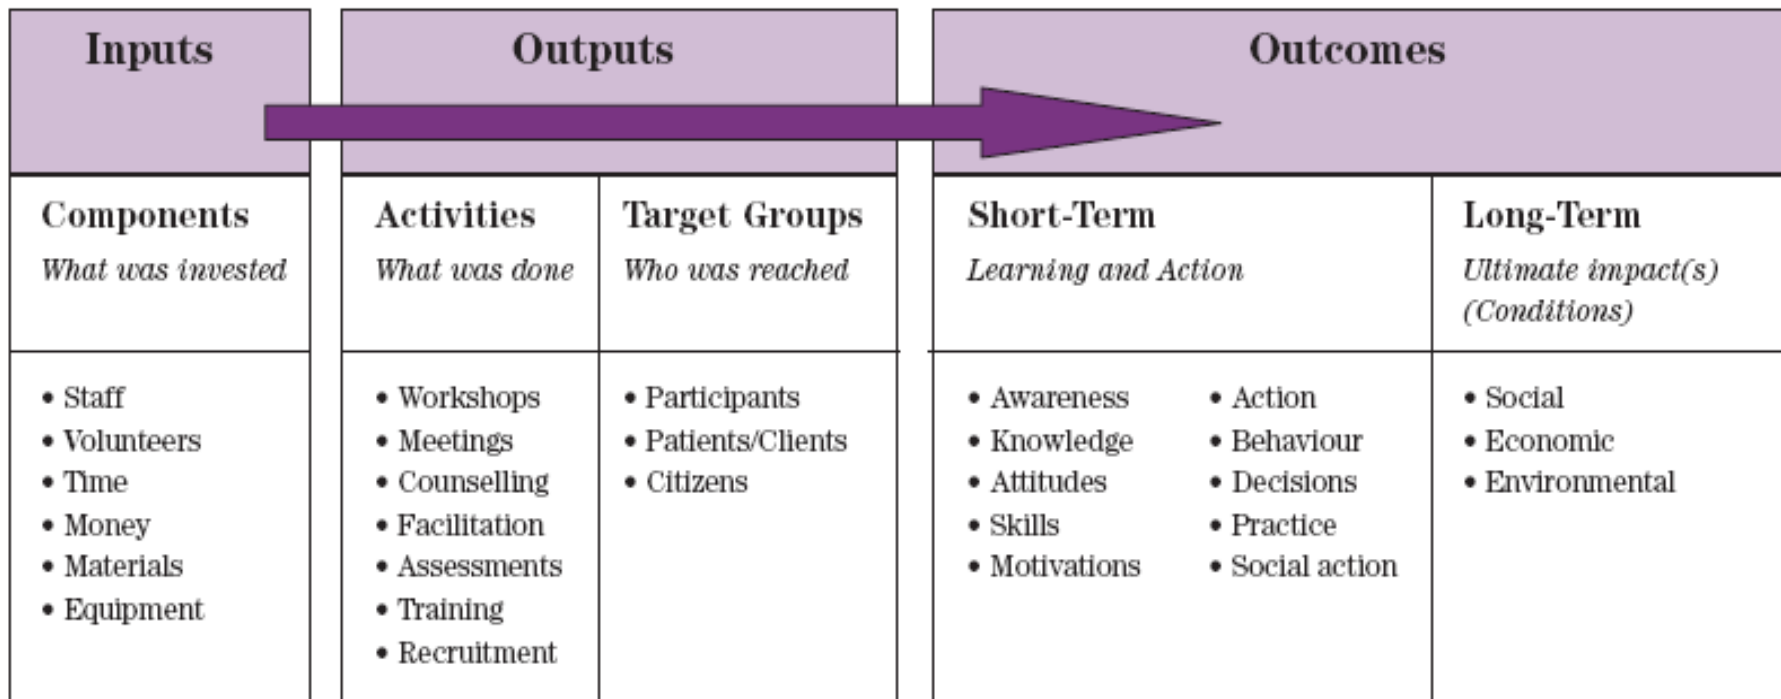 Inputs
Outputs
Outcomes
Components
What was invested
Activities
What was done
Target Groups
Who was reached
Short-Term
Learning and Action
Long-Term
Ultimate impact(s)
(Conditions)
• Staff
• Volunteers
• Time
• Money
• Materials
• Equipment
• Workshops
• Meetings
• Counselling
• Facilitation
• Assessments
• Training
• Recruitment
• Participants
• Patients/Clients
• Citizens
• Awareness
• Knowledge
• Attitudes
• Skills
• Motivations
• Action
• Behaviour
• Decisions
• Practice
• Social action
• Social
• Economic
• Environmental